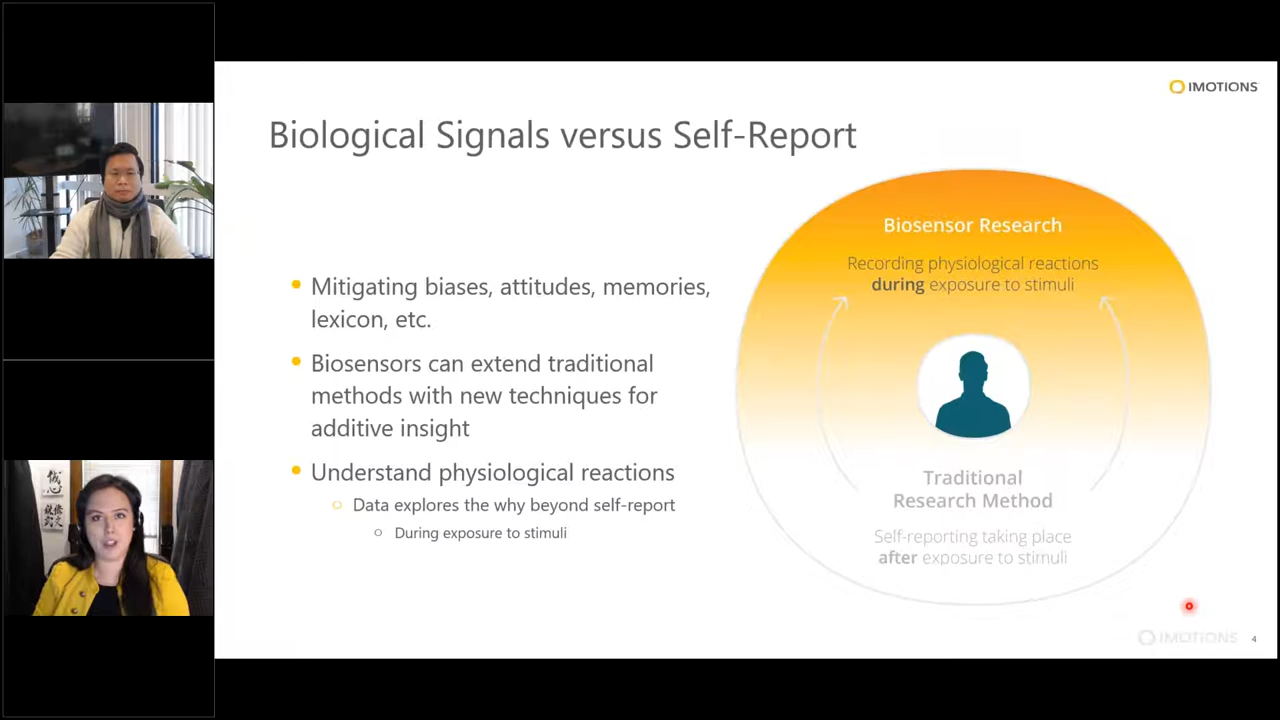 IMOTIONS
Biological Signals versus Self-Report
Mitigating biases, attitudes, memories,
lexicon, etc.
Biosensors can extend traditional
methods with new techniques for
additive insight
Understand physiological reactions
Data explores the why beyond self-report
During exposure to stimuli
Biosensor Research
Recording physiological reactions
during exposure to stimuli
Traditional
Research Method
Self-reporting taking place
after exposure to stimuli
IMOTIONS
4